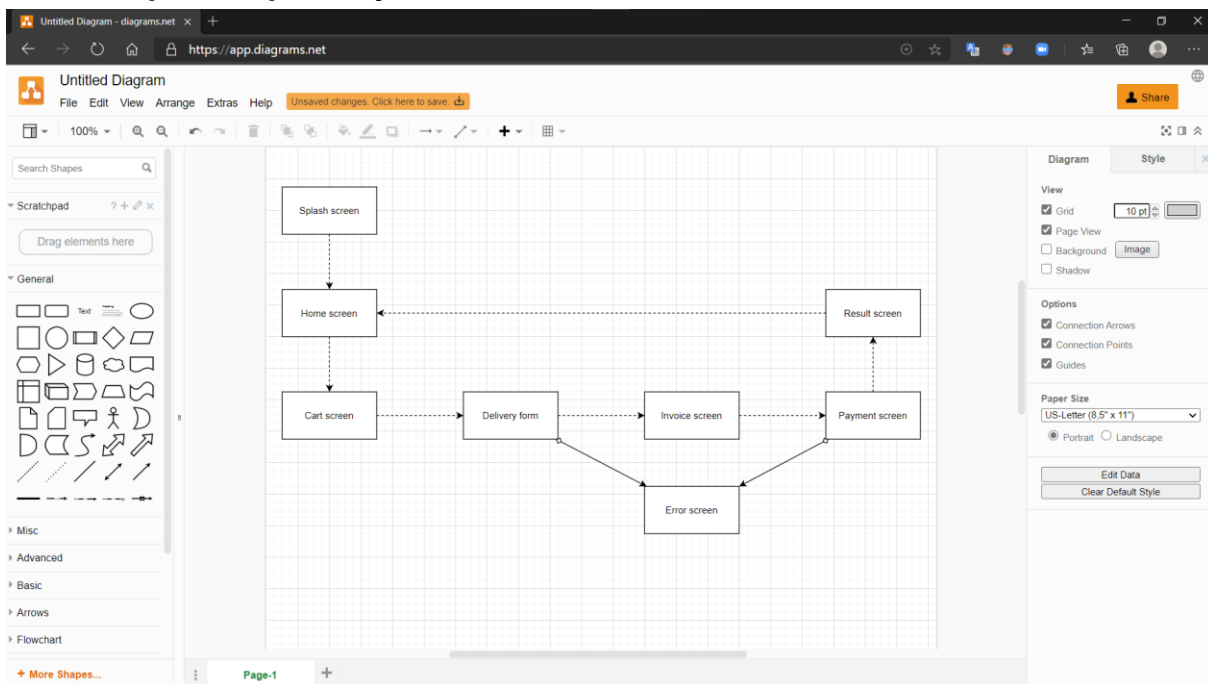 Untitled Diagram - diagrams.net
https://app.diagrams.net
Untitled Diagram
File Edit View Arrange Extras Help Unsaved changes. Click here to save.
Share
100%
Search Shapes
Diagram Style
Scratchpad ?
Drag elements here
General
Text
Misc
Advanced
Basic
Arrows
Flowchart
+ More Shapes...
Splash screen
Home screen
Result screen
Cart screen
Delivery form
Invoice screen
Payment screen
Error screen
Page-1
View
Grid 10 pt
Page View
Background Image
Shadow
Options
Connection Arrows
Connection Points
Guides
Paper Size
US-Letter (8,5" x 11")
Portrait Landscape
Edit Data
Clear Default Style